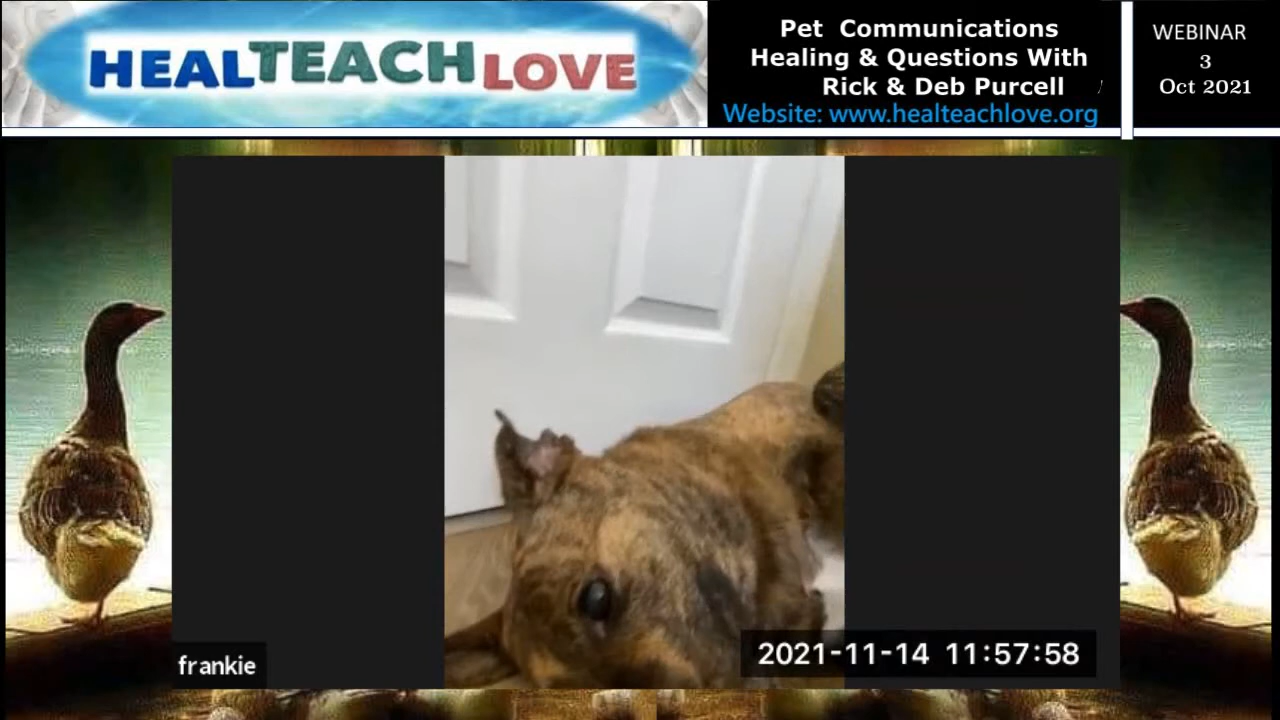 HEALTEACHLOVE
Pet Communications
Healing & Questions With
Rick & Deb Purcell
Website: www.healteachlove.org
WEBINAR
3
Oct 2021
frankie
2021-11-14 11:57:58